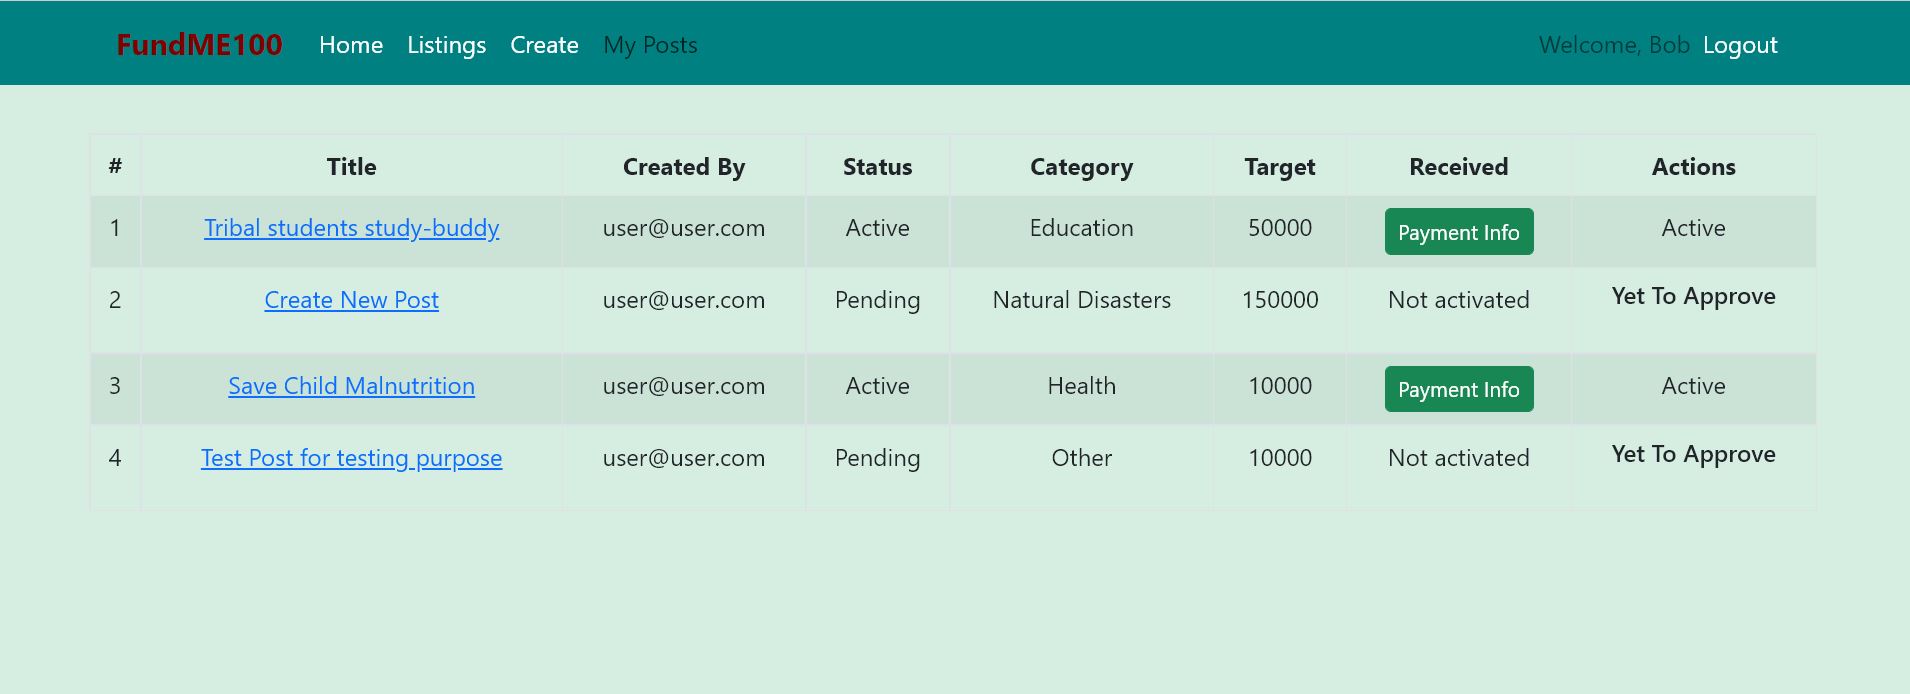 FundME100 Home Listings Create My Posts Welcome, Bob Logout
# Title Created By Status Category Target Received Actions
1 Tribal students study-buddy user@user.com Active Education 50000 Payment Info Active
2 Create New Post user@user.com Pending Natural Disasters 150000 Not activated Yet To Approve
3 Save Child Malnutrition user@user.com Active Health 10000 Payment Info Active
4 Test Post for testing purpose user@user.com Pending Other 10000 Not activated Yet To Approve